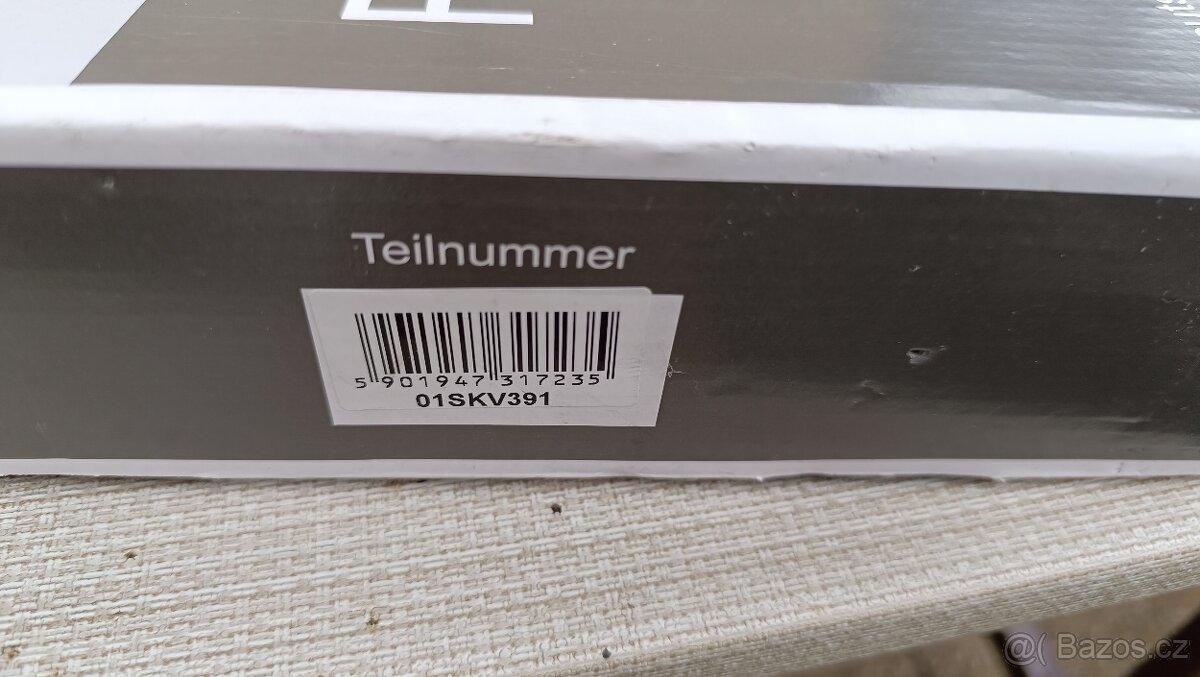 Teilnummer
5 901947 317235
01SKV391
@( Bazos.cz